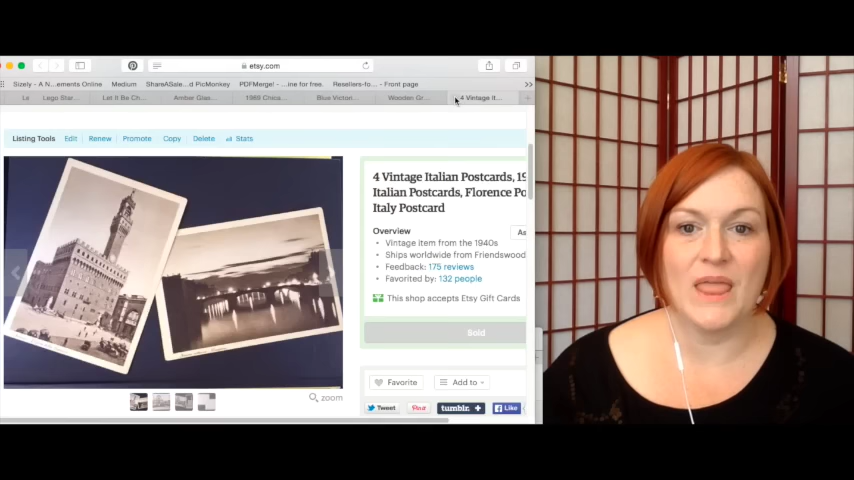 etsy.com
Sizely - A N...ements Online Medium ShareASale...d PicMonkey PDFMerge! - ...ine for free. Resellers-fo... - Front page
Le Lego Star... Let It Be Ch... Amber Glas... 1989 Chica... Blue Victori... Wooden Gr... 4 Vintage It...
Listing Tools Edit Renew Promote Copy Delete Stats
4 Vintage Italian Postcards, 19
Italian Postcards, Florence Po
Italy Postcard
Overview
As
Vintage item from the 1940s
Ships worldwide from Friendswood
Feedback: 175 reviews
Favorited by: 132 people
This shop accepts Etsy Gift Cards
Sold
zoom
Favorite Add to
Tweet Pin it tumblr. + Like